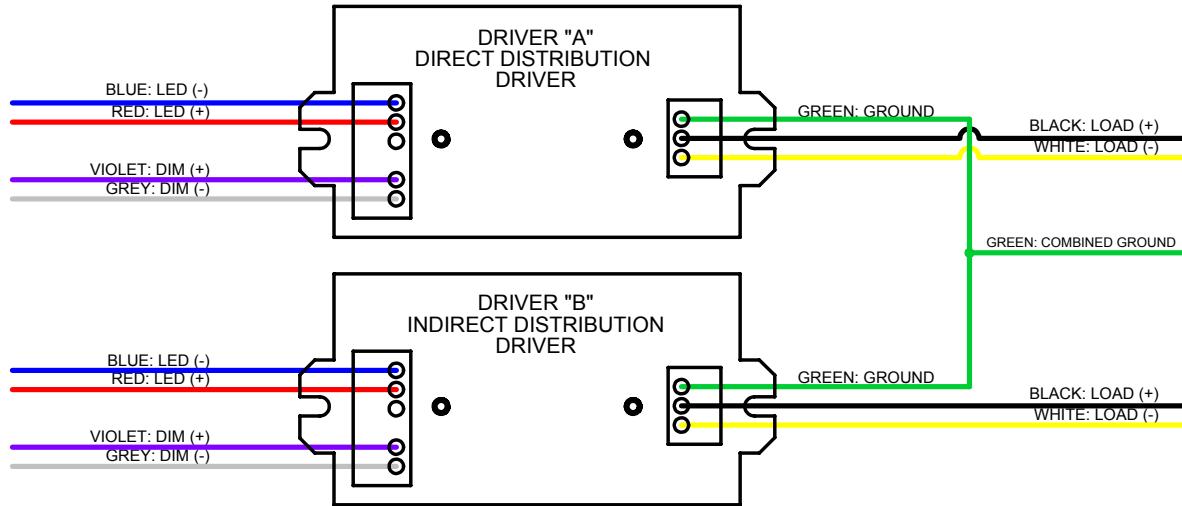 DRIVER "A"
DIRECT DISTRIBUTION
DRIVER
BLUE: LED (-)
RED: LED (+)
VIOLET: DIM (+)
GREY: DIM (-)
GREEN: GROUND
BLACK: LOAD (+)
WHITE: LOAD (-)
GREEN: COMBINED GROUND
DRIVER "B"
INDIRECT DISTRIBUTION
DRIVER
BLUE: LED (-)
RED: LED (+)
VIOLET: DIM (+)
GREY: DIM (-)
GREEN: GROUND
BLACK: LOAD (+)
WHITE: LOAD (-)